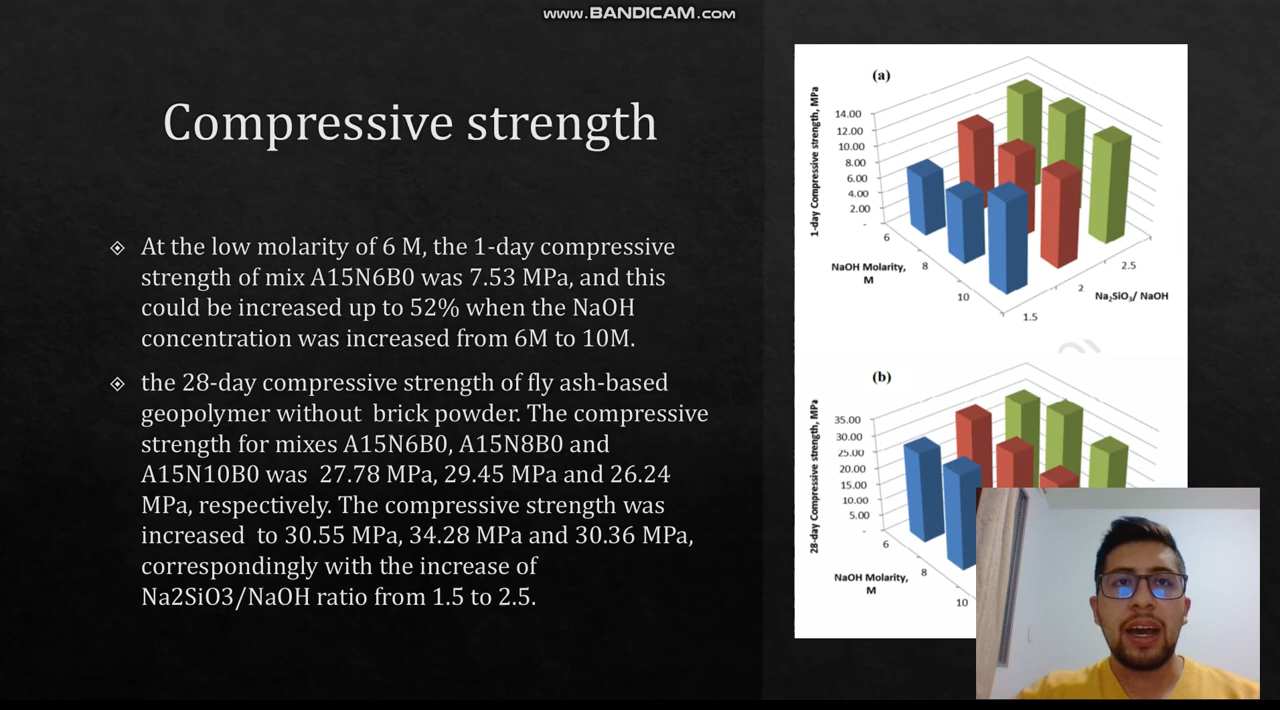 www.BANDICAM.com
Compressive strength
At the low molarity of 6 M, the 1-day compressive
strength of mix A15N6B0 was 7.53 MPa, and this
could be increased up to 52% when the NaOH
concentration was increased from 6M to 10M.
the 28-day compressive strength of fly ash-based
geopolymer without brick powder. The compressive
strength for mixes A15N6B0, A15N8B0 and
A15N10B0 was 27.78 MPa, 29.45 MPa and 26.24
MPa, respectively. The compressive strength was
increased to 30.55 MPa, 34.28 MPa and 30.36 MPa,
correspondingly with the increase of
Na2SiO3/NaOH ratio from 1.5 to 2.5.
(a)
1-day Compressive strength, MPa
14.00
12.00
10.00
8.00
6.00
4.00
2.00
-
6
8
10
NaOH Molarity,
M
1.5
2
2.5
Na₂SiO₃/ NaOH
(b)
28-day Compressive strength, MPa
35.00
30.00
25.00
20.00
15.00
10.00
5.00
-
6
8
10
NaOH Molarity,
M